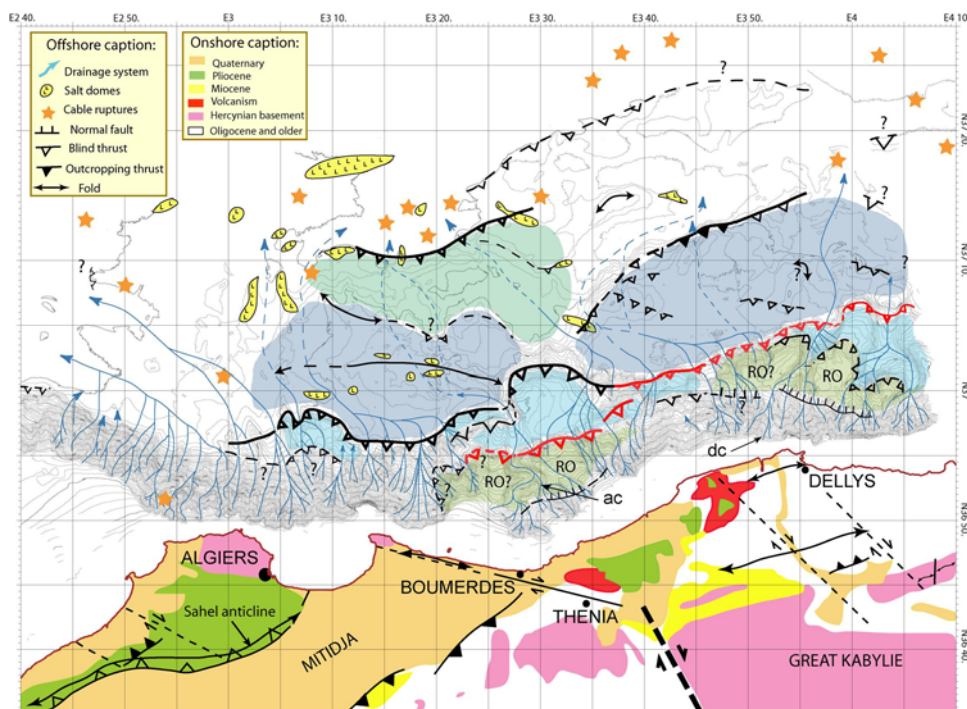 E2 40' E2 50' E3 E3 10' E3 20' E3 30' E3 40' E3 50' E4 E4 10'
Offshore caption:
Drainage system
Salt domes
Cable ruptures
Normal fault
Blind thrust
Outcropping thrust
Fold
Onshore caption:
Quaternary
Pliocene
Miocene
Volcanism
Hercynian basement
Oligocene and older
?
?
?
N37 20'
?
N37 10'
?
?
?
?
RO?
RO
N37
?
?
?
?
?
RO
RO?
dc
ac
DELLYS
N36 50'
ALGIERS
BOUMERDES
Sahel anticline
THENIA
MITIDJA
GREAT KABYLIE
N36 40'